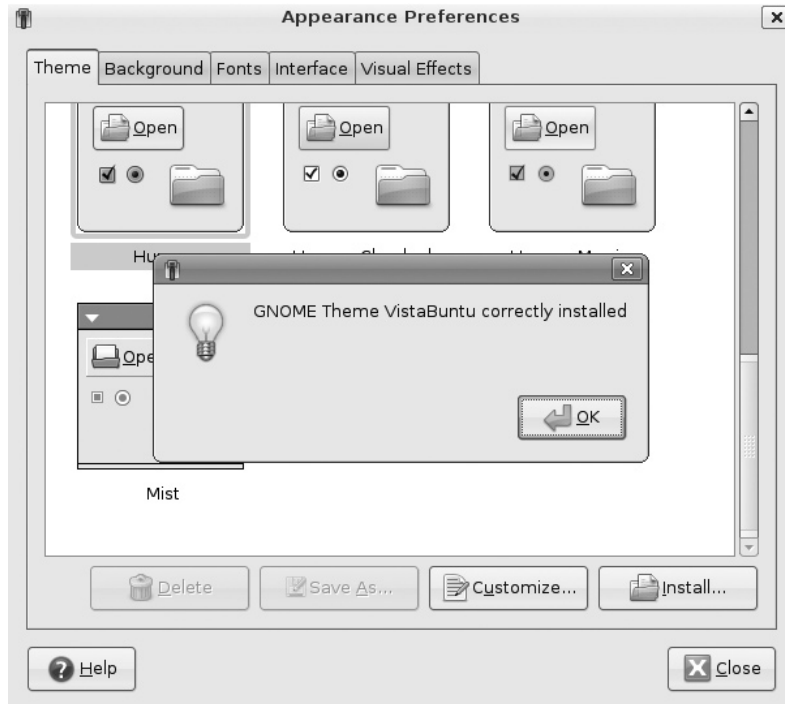 Appearance Preferences
Theme Background Fonts Interface Visual Effects
Open Open Open
GNOME Theme VistaBuntu correctly installed
OK
Mist
Delete Save As... Customize... Install...
Help Close